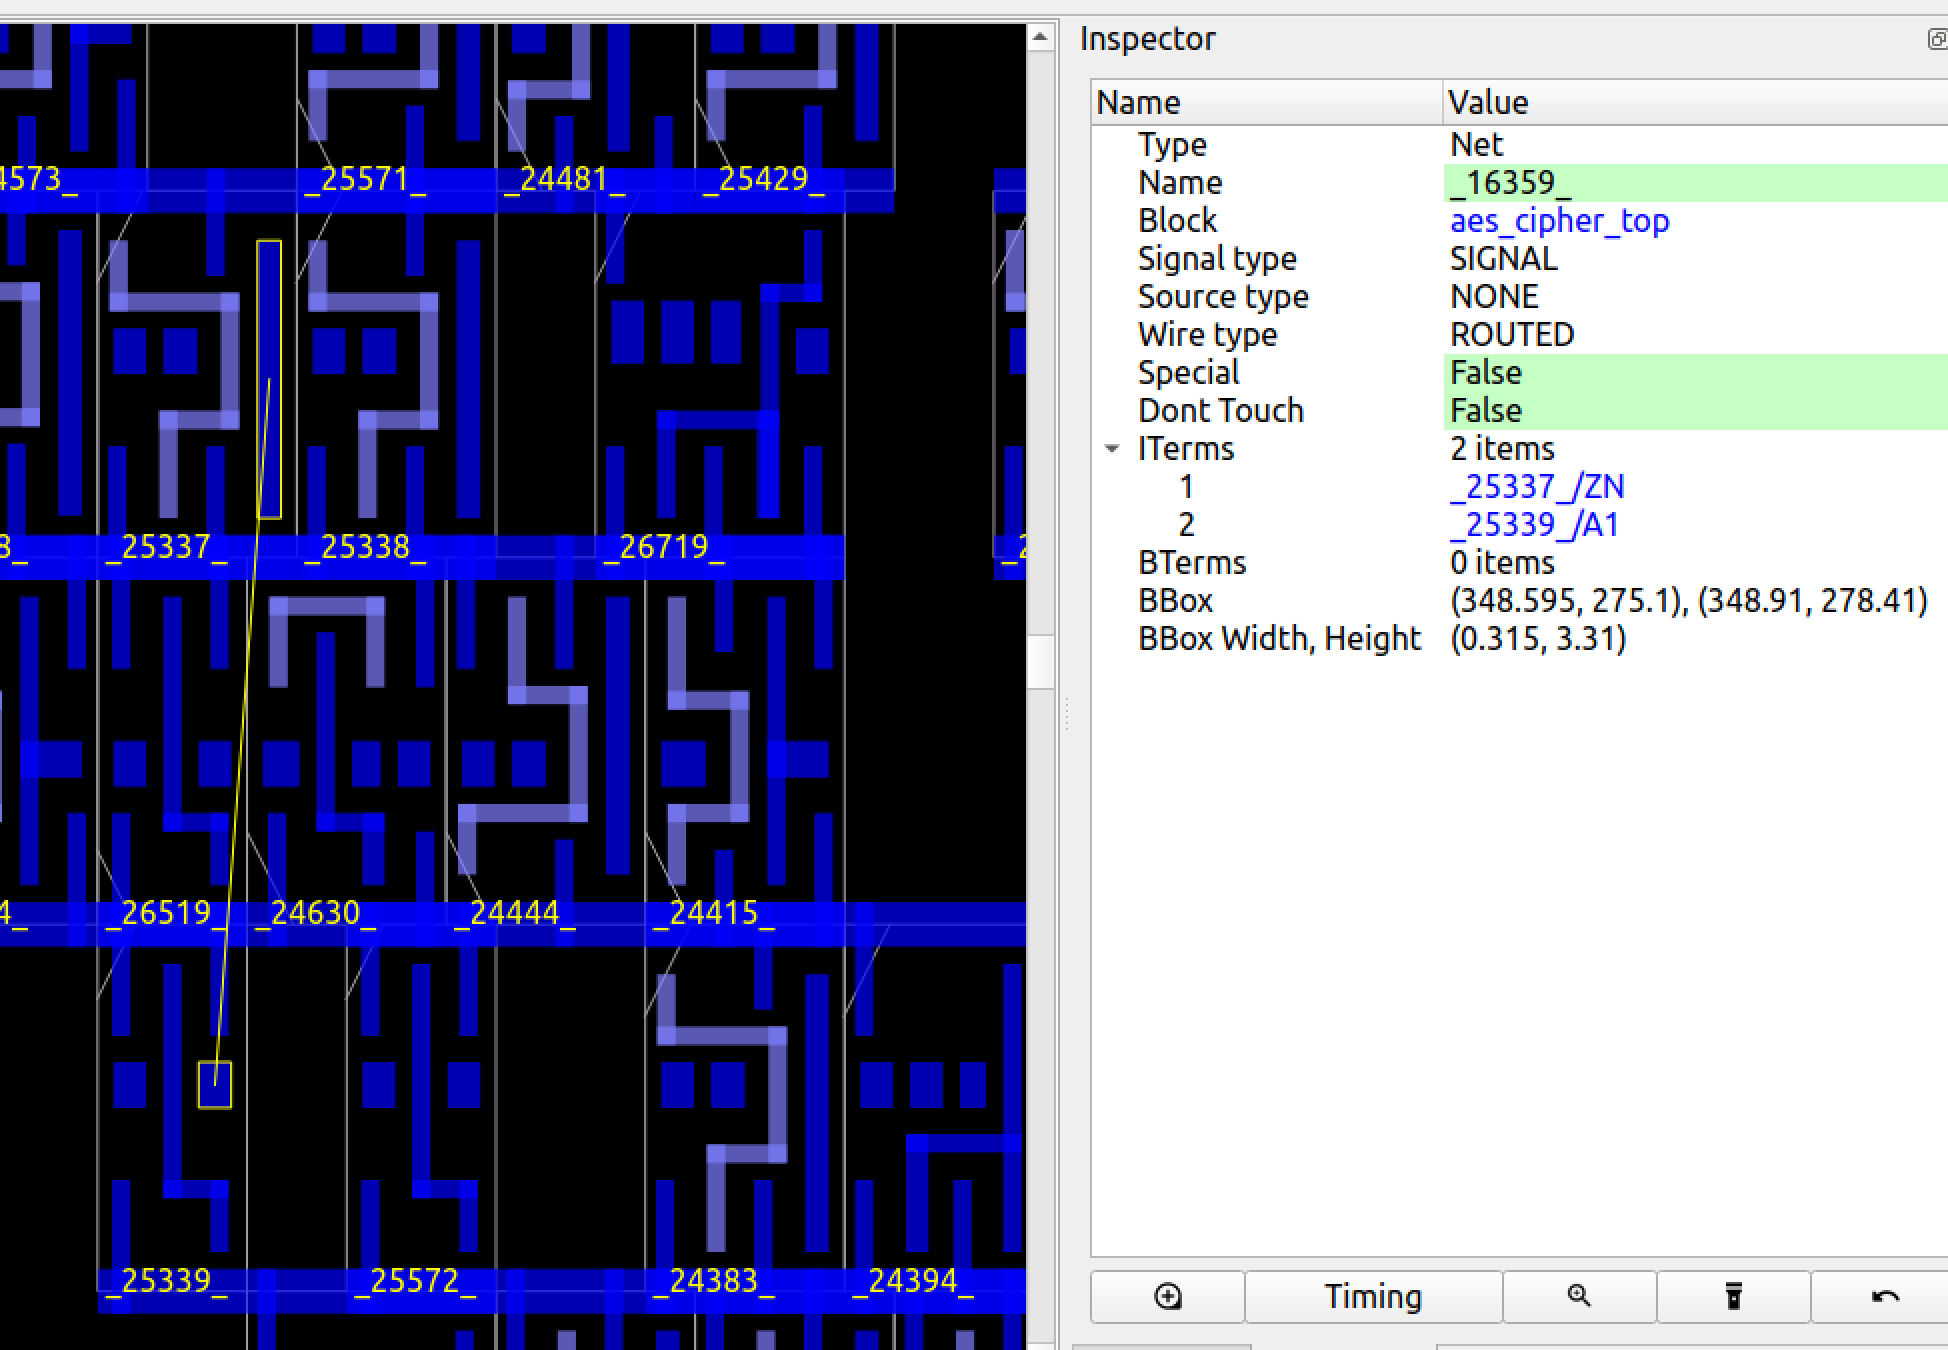 4573_ _25571_ _24481_ _25429_
8_ _25337_ _25338_ _26719_
4_ _26519_ _24630_ _24444_ _24415_
_25339_ _25572_ _24383_ _24394_
Inspector
Name Value
Type Net
Name _16359_
Block aes_cipher_top
Signal type SIGNAL
Source type NONE
Wire type ROUTED
Special False
Dont Touch False
ITerms 2 items
1 _25337_/ZN
2 _25339_/A1
BTerms 0 items
BBox (348.595, 275.1), (348.91, 278.41)
BBox Width, Height (0.315, 3.31)
Timing